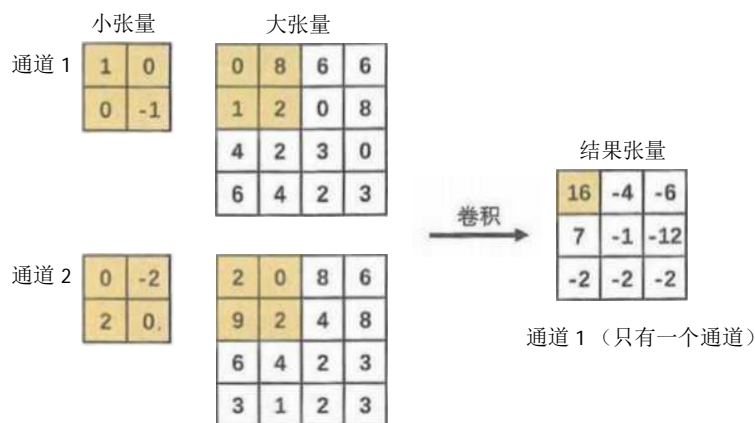 小张量 大张量
通道 1
1 0
0 -1
0 8 6 6
1 2 0 8
4 2 3 0
6 4 2 3
卷积
结果张量
16 -4 -6
7 -1 -12
-2 -2 -2
通道 1 （只有一个通道）
通道 2
0 -2
2 0.
2 0 8 6
9 2 4 8
6 4 2 3
3 1 2 3